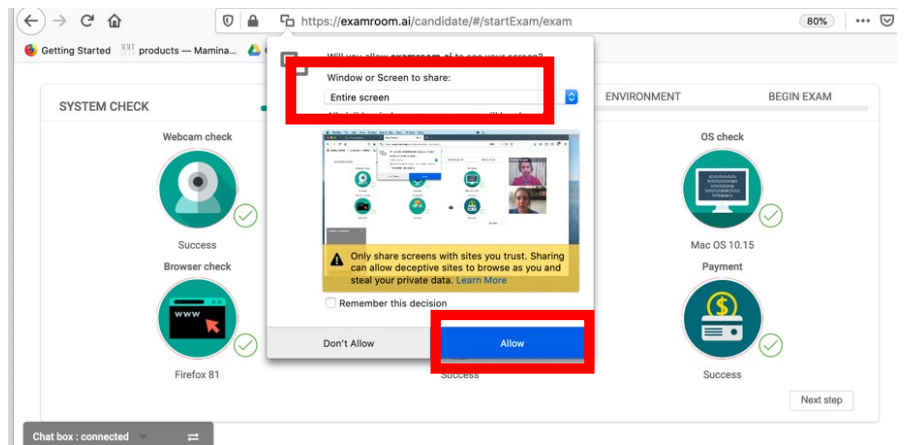 https://examroom.ai/candidate/#/startExam/exam
80%
Getting Started
products — Mamina...
Will you allow examroom.ai to see your screen?
Window or Screen to share:
Entire screen
SYSTEM CHECK
ENVIRONMENT
BEGIN EXAM
Webcam check
OS check
Success
Mac OS 10.15
Browser check
Payment
WWW
Only share screens with sites you trust. Sharing
can allow deceptive sites to browse as you and
steal your private data. Learn More
Remember this decision
Don't Allow
Allow
Firefox 81
Success
Success
Next step
Chat box : connected